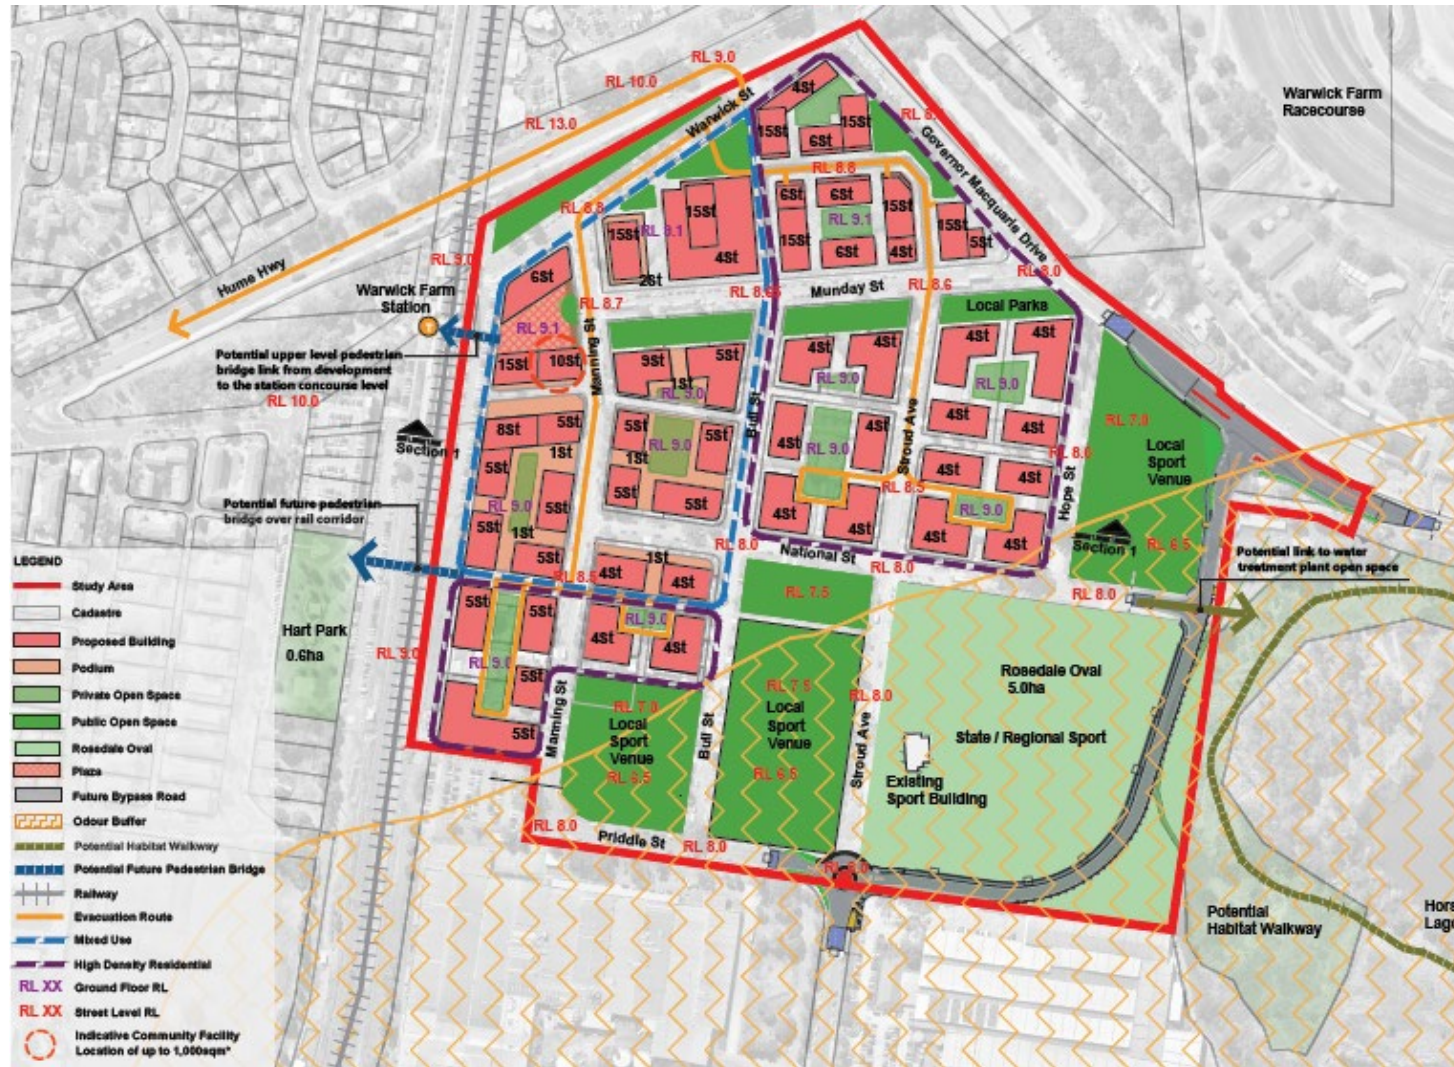 RL 9.0
RL 10.0
RL 13.0
Warwick St
4St
15St
15St
6St
RL 8.
Governor Macquarie Drive
Warwick Farm
Racecourse
RL 8.8
RL 8.8
6St
6St
15St
RL 9.1
15St
6St
4St
15St
5St
15St
4St
15St
RL 9.1
2St
RL 9.0
Hume Hwy
6St
Warwick Farm
Station
T
RL 8.7
RL 8.65
Munday St
RL 8.6
RL 8.0
Local Parks
RL 9.1
Potential upper level pedestrian
bridge link from development
to the station concourse level
RL 10.0
15St
10St
Manning St
9St
5St
1St
RL 9.0
4St
4St
RL 9.0
4St
4St
RL 9.0
Section 1
8St
5St
1St
5St
5St
1St
RL 9.0
5St
Bull St
4St
4St
RL 9.0
Stroud Ave
4St
4St
RL 7.0
Local
Sport
Venue
RL 8.6
Hope St
5St
RL 9.0
5St
5St
5St
4St
4St
RL 8.5
4St
4St
RL 9.0
Potential future pedestrian
bridge over rail corridor
5St
1St
5St
4St
4St
Section 1
RL 6.5
RL 8.0
National St
RL 8.0
Potential link to water
treatment plant open space
RL 8.5
4St
1St
4St
RL 8.0
RL 7.5
5St
5St
4St
RL 9.0
4St
Hart Park
0.6ha
RL 9.0
RL 9.0
5St
5St
Manning St
RL 7.0
Local
Sport
Venue
RL 6.5
Bull St
RL 7.5
Local
Sport
Venue
RL 6.5
RL 8.0
Stroud Ave
Rosedale Oval
5.0ha
State / Regional Sport
Existing
Sport Building
RL 8.0
Priddle St
RL 8.0
Potential
Habitat Walkway
Hors
Lago
LEGEND
Study Area
Cadastre
Proposed Building
Podium
Private Open Space
Public Open Space
Rosedale Oval
Plaza
Future Bypass Road
Odour Buffer
Potential Habitat Walkway
Potential Future Pedestrian Bridge
Railway
Evacuation Route
Mixed Use
High Density Residential
RL XX Ground Floor RL
RL XX Street Level RL
Indicative Community Facility
Location of up to 1,000sqm*